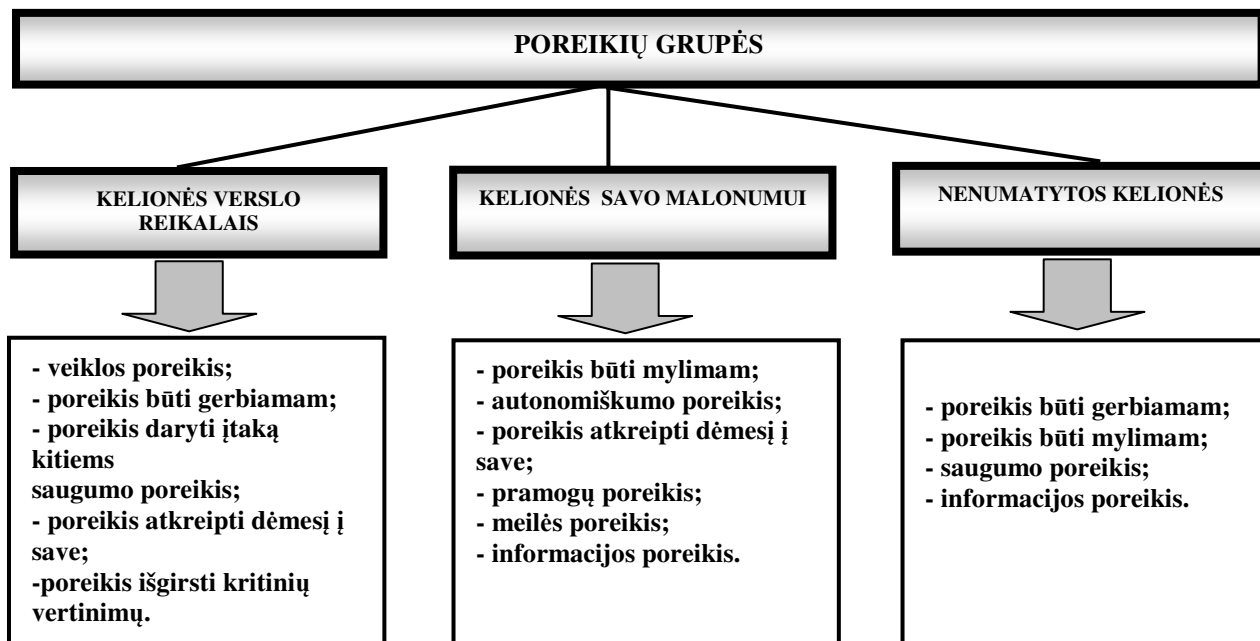 POREIKIŲ GRUPĖS
KELIONĖS VERSLO
REIKALAIS
KELIONĖS SAVO MALONUMUI
NENUMATYTOS KELIONĖS
- veiklos poreikis;
- poreikis būti gerbiamam;
- poreikis daryti įtaką
kitiems
saugumo poreikis;
- poreikis atkreipti dėmesį į
save;
-poreikis išgirsti kritinių
vertinimų.
- poreikis būti mylimam;
- autonomiškumo poreikis;
- poreikis atkreipti dėmesį į
save;
- pramogų poreikis;
- meilės poreikis;
- informacijos poreikis.
- poreikis būti gerbiamam;
- poreikis būti mylimam;
- saugumo poreikis;
- informacijos poreikis.